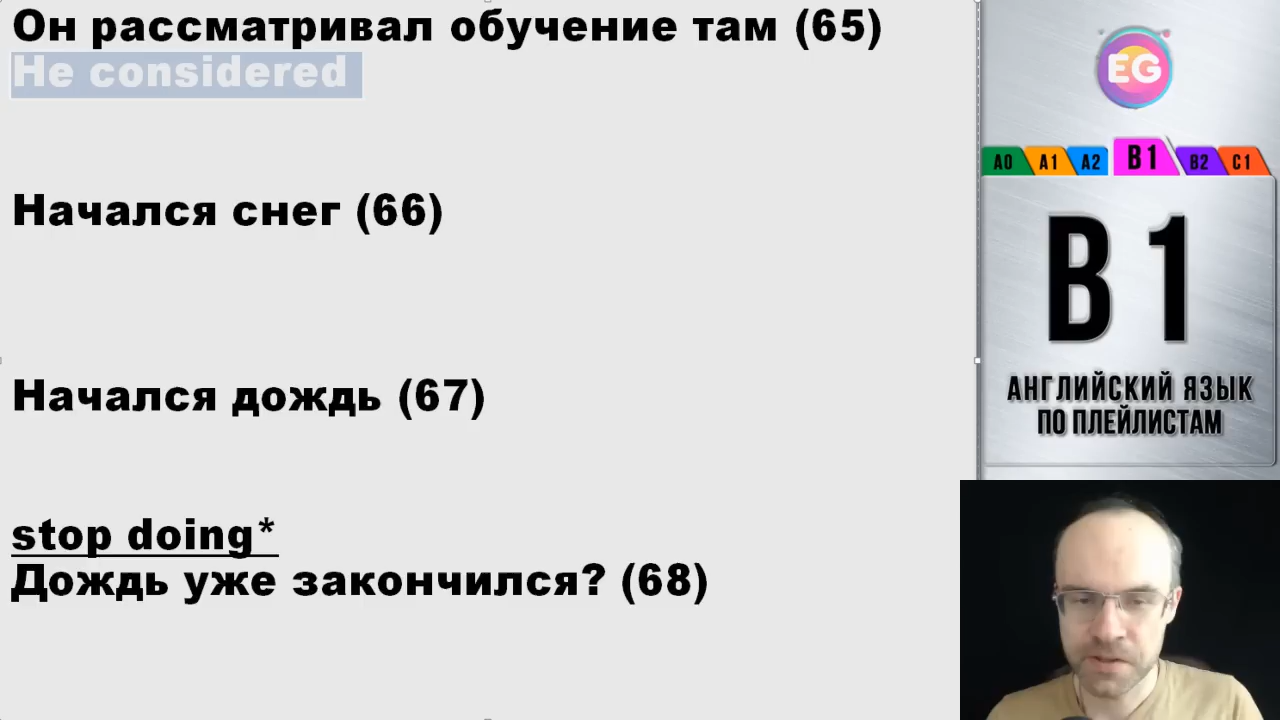 Он рассматривал обучение там (65)
He considered
Начался снег (66)
Начался дождь (67)
stop doing*
Дождь уже закончился? (68)
EG
A0 A1 A2 B1 B2 C1
B1
АНГЛИЙСКИЙ ЯЗЫК
ПО ПЛЕЙЛИСТАМ